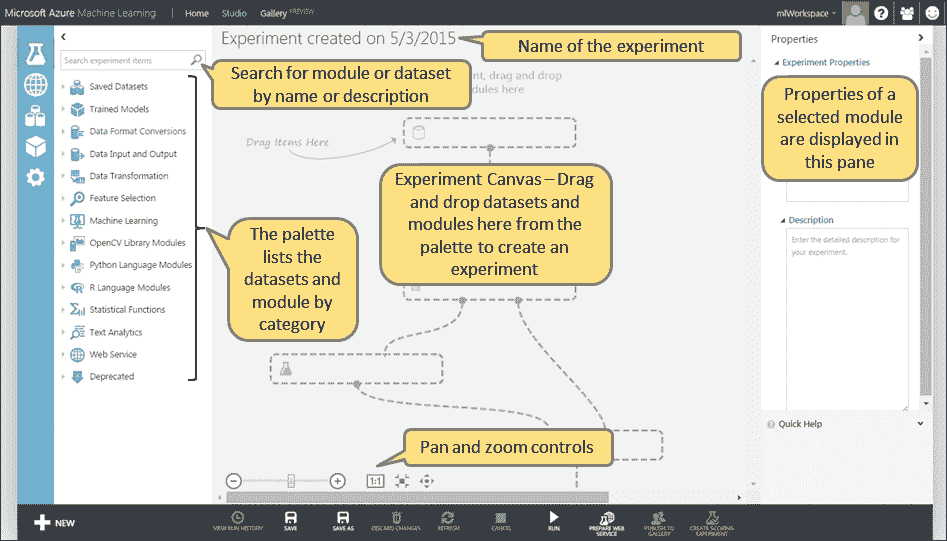 Microsoft Azure Machine Learning
Home
Studio
Gallery PREVIEW
mlWorkspace
?
Search experiment items
Saved Datasets
Trained Models
Data Format Conversions
Data Input and Output
Data Transformation
Feature Selection
Machine Learning
OpenCV Library Modules
Python Language Modules
R Language Modules
Statistical Functions
Text Analytics
Web Service
Deprecated
Experiment created on 5/3/2015
Name of the experiment
Search for module or dataset
by name or description
nt, drag and drop
dules here
Drag Items Here
Experiment Canvas – Drag
and drop datasets and
modules here from the
palette to create an
experiment
The palette
lists the
datasets and
module by
category
Pan and zoom controls
1:1
Properties
Experiment Properties
Properties of a
selected module
are displayed in
this pane
Description
Enter the detailed description for
your experiment.
Quick Help
NEW
VIEW RUN HISTORY
SAVE
SAVE AS
DISCARD CHANGES
REFRESH
CANCEL
RUN
PREPARE WEB
SERVICE
PUBLISH TO
GALLERY
CREATE SCORING
EXPERIMENT